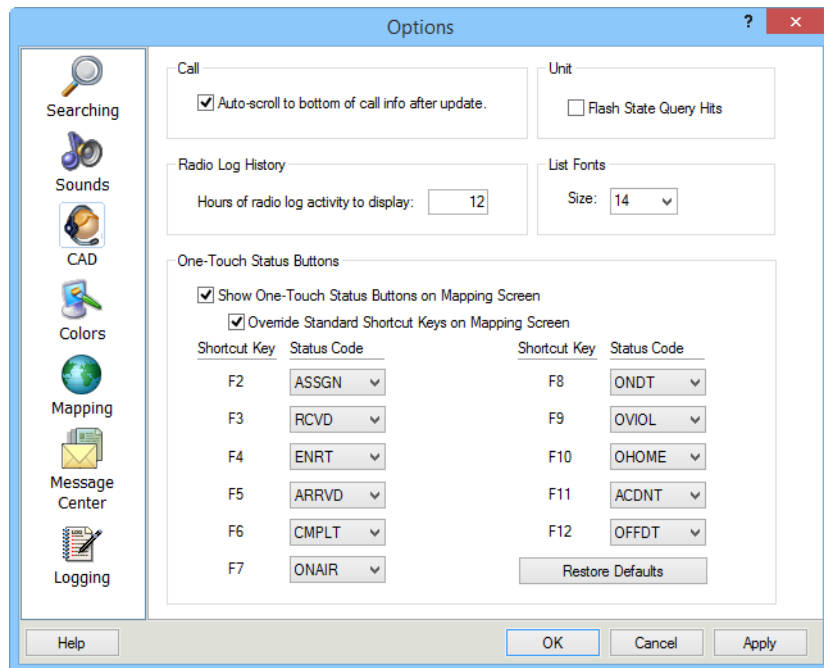 Options
?
Searching
Sounds
CAD
Colors
Mapping
Message
Center
LOG
Logging
Call
Auto-scroll to bottom of call info after update.
Unit
Flash State Query Hits
Radio Log History
Hours of radio log activity to display: 12
List Fonts
Size: 14
One-Touch Status Buttons
Show One-Touch Status Buttons on Mapping Screen
Override Standard Shortcut Keys on Mapping Screen
Shortcut Key Status Code Shortcut Key Status Code
F2 ASSGN F8 ONDT
F3 RCVD F9 OVIOL
F4 ENRT F10 OHOME
F5 ARRVD F11 ACDNT
F6 CMPLT F12 OFFDT
F7 ONAIR Restore Defaults
Help OK Cancel Apply